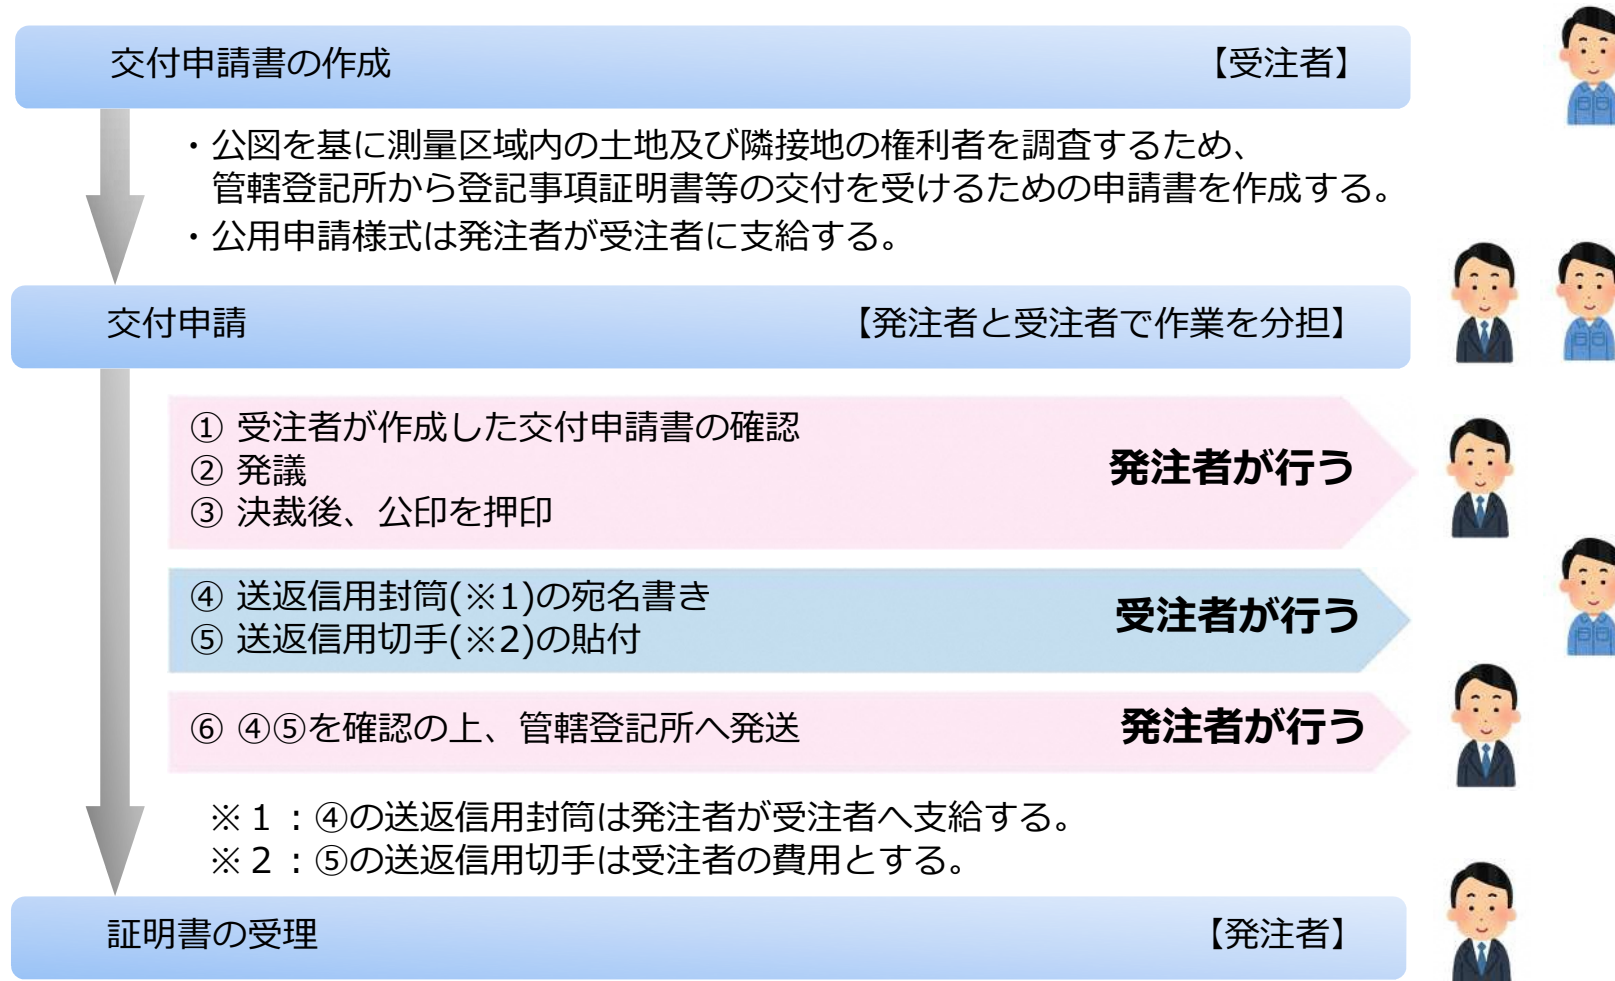 交付申請書の作成 【受注者】
・公図を基に測量区域内の土地及び隣接地の権利者を調査するため、
管轄登記所から登記事項証明書等の交付を受けるための申請書を作成する。
・公用申請様式は発注者が受注者に支給する。
交付申請 【発注者と受注者で作業を分担】
① 受注者が作成した交付申請書の確認
② 発議
③ 決裁後、公印を押印
発注者が行う
④ 送返信用封筒(※1)の宛名書き
⑤ 送返信用切手(※2)の貼付
受注者が行う
⑥ ④⑤を確認の上、管轄登記所へ発送
発注者が行う
※１：④の送返信用封筒は発注者が受注者へ支給する。
※２：⑤の送返信用切手は受注者の費用とする。
証明書の受理 【発注者】